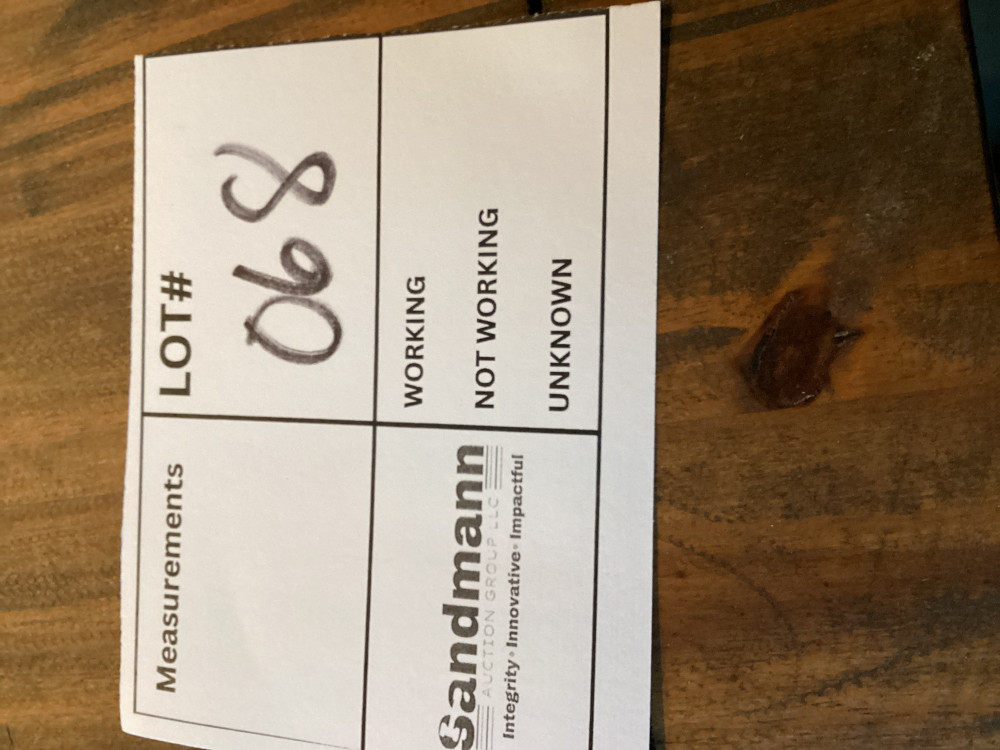 Measurements
LOT#
068
Sandmann
AUCTION GROUP LLC
Integrity • Innovative • Impactful
WORKING
NOT WORKING
UNKNOWN